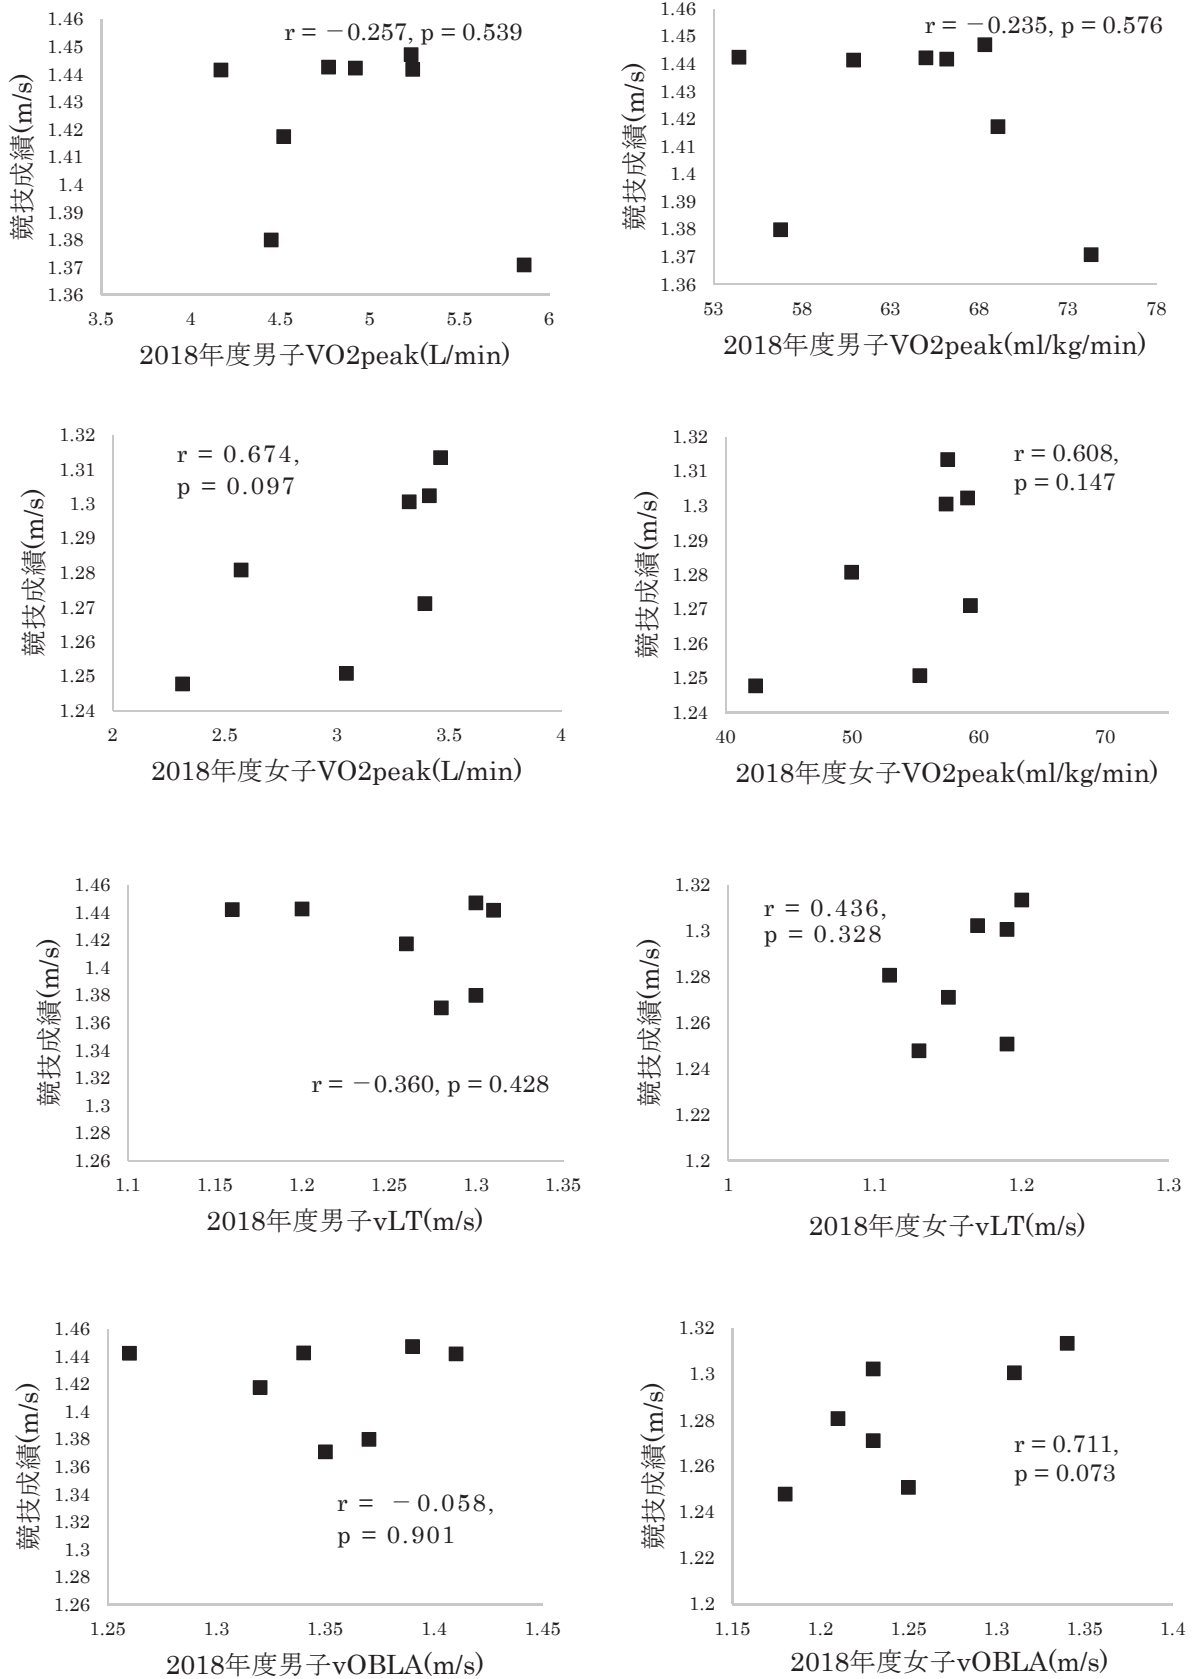 r = −0.257, p = 0.539
競技成績(m/s)
1.46
1.45
1.44
1.43
1.42
1.41
1.4
1.39
1.38
1.37
1.36
3.5 4 4.5 5 5.5 6
2018年度男子VO2peak(L/min)
r = −0.235, p = 0.576
競技成績(m/s)
1.46
1.45
1.44
1.43
1.42
1.41
1.4
1.39
1.38
1.37
1.36
53 58 63 68 73 78
2018年度男子VO2peak(ml/kg/min)
r = 0.674,
p = 0.097
競技成績(m/s)
1.32
1.31
1.3
1.29
1.28
1.27
1.26
1.25
1.24
2 2.5 3 3.5 4
2018年度女子VO2peak(L/min)
r = 0.608,
p = 0.147
競技成績(m/s)
1.32
1.31
1.3
1.29
1.28
1.27
1.26
1.25
1.24
40 50 60 70
2018年度女子VO2peak(ml/kg/min)
競技成績(m/s)
1.46
1.44
1.42
1.4
1.38
1.36
1.34
1.32
1.3
1.28
1.26
r = −0.360, p = 0.428
1.1 1.15 1.2 1.25 1.3 1.35
2018年度男子vLT(m/s)
r = 0.436,
p = 0.328
競技成績(m/s)
1.32
1.3
1.28
1.26
1.24
1.22
1.2
1 1.1 1.2 1.3
2018年度女子vLT(m/s)
競技成績(m/s)
1.46
1.44
1.42
1.4
1.38
1.36
1.34
1.32
1.3
1.28
1.26
r = −0.058,
p = 0.901
1.25 1.3 1.35 1.4 1.45
2018年度男子vOBLA(m/s)
競技成績(m/s)
1.32
1.3
1.28
1.26
1.24
1.22
1.2
r = 0.711,
p = 0.073
1.15 1.2 1.25 1.3 1.35 1.4
2018年度女子vOBLA(m/s)